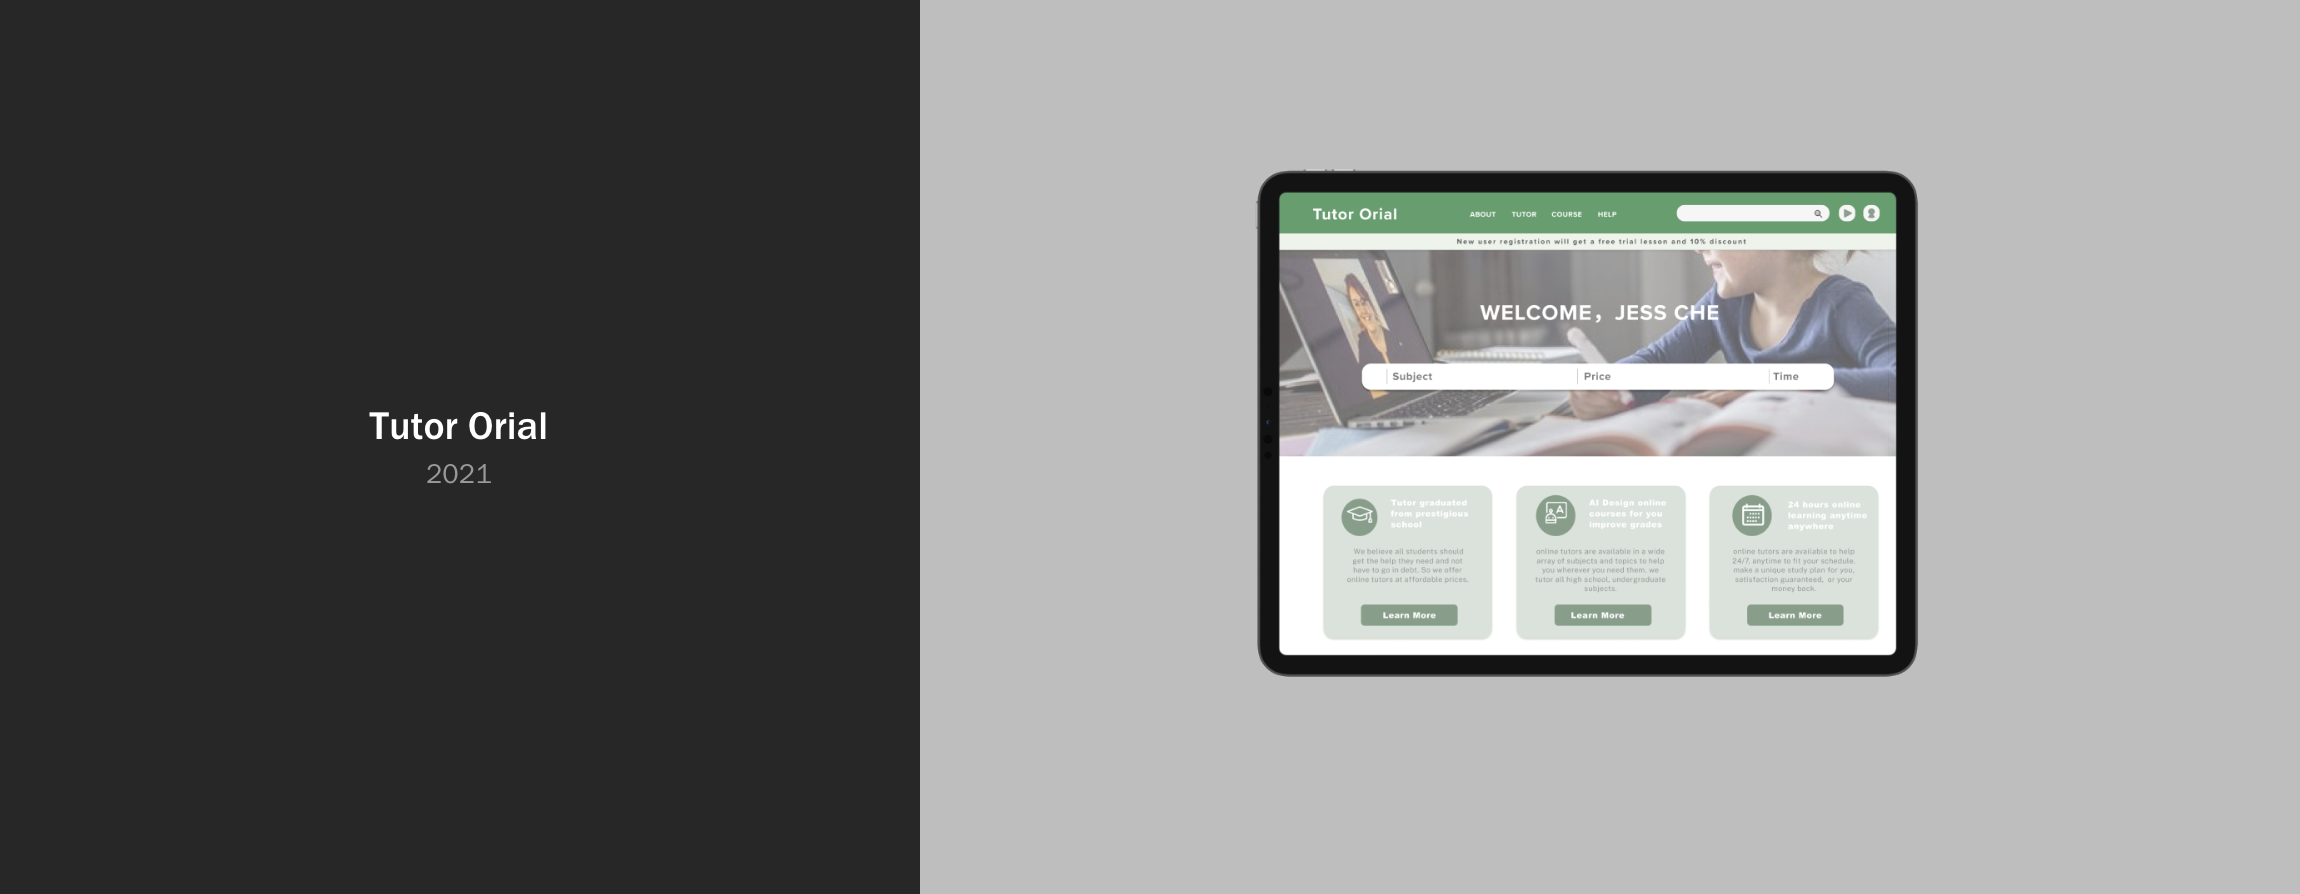 Tutor Orial
2021
Tutor Orial
ABOUT TUTOR COURSE HELP
New user registration will get a free trial lesson and 10% discount
WELCOME，JESS CHE
Subject Price Time
Tutor graduated
from prestigious
school
We believe all students should
get the help they need and not
have to go in debt. So we offer
online tutors at affordable prices.
Learn More
AI Design online
courses for you
improve grades
online tutors are available in a wide
array of subjects and topics to help
you wherever you need them. we
tutor all high school, undergraduate
subjects.
Learn More
24 hours online
learning anytime
anywhere
online tutors are available to help
24/7, anytime to fit your schedule.
make a unique study plan for you,
satisfaction guaranteed, or your
money back.
Learn More